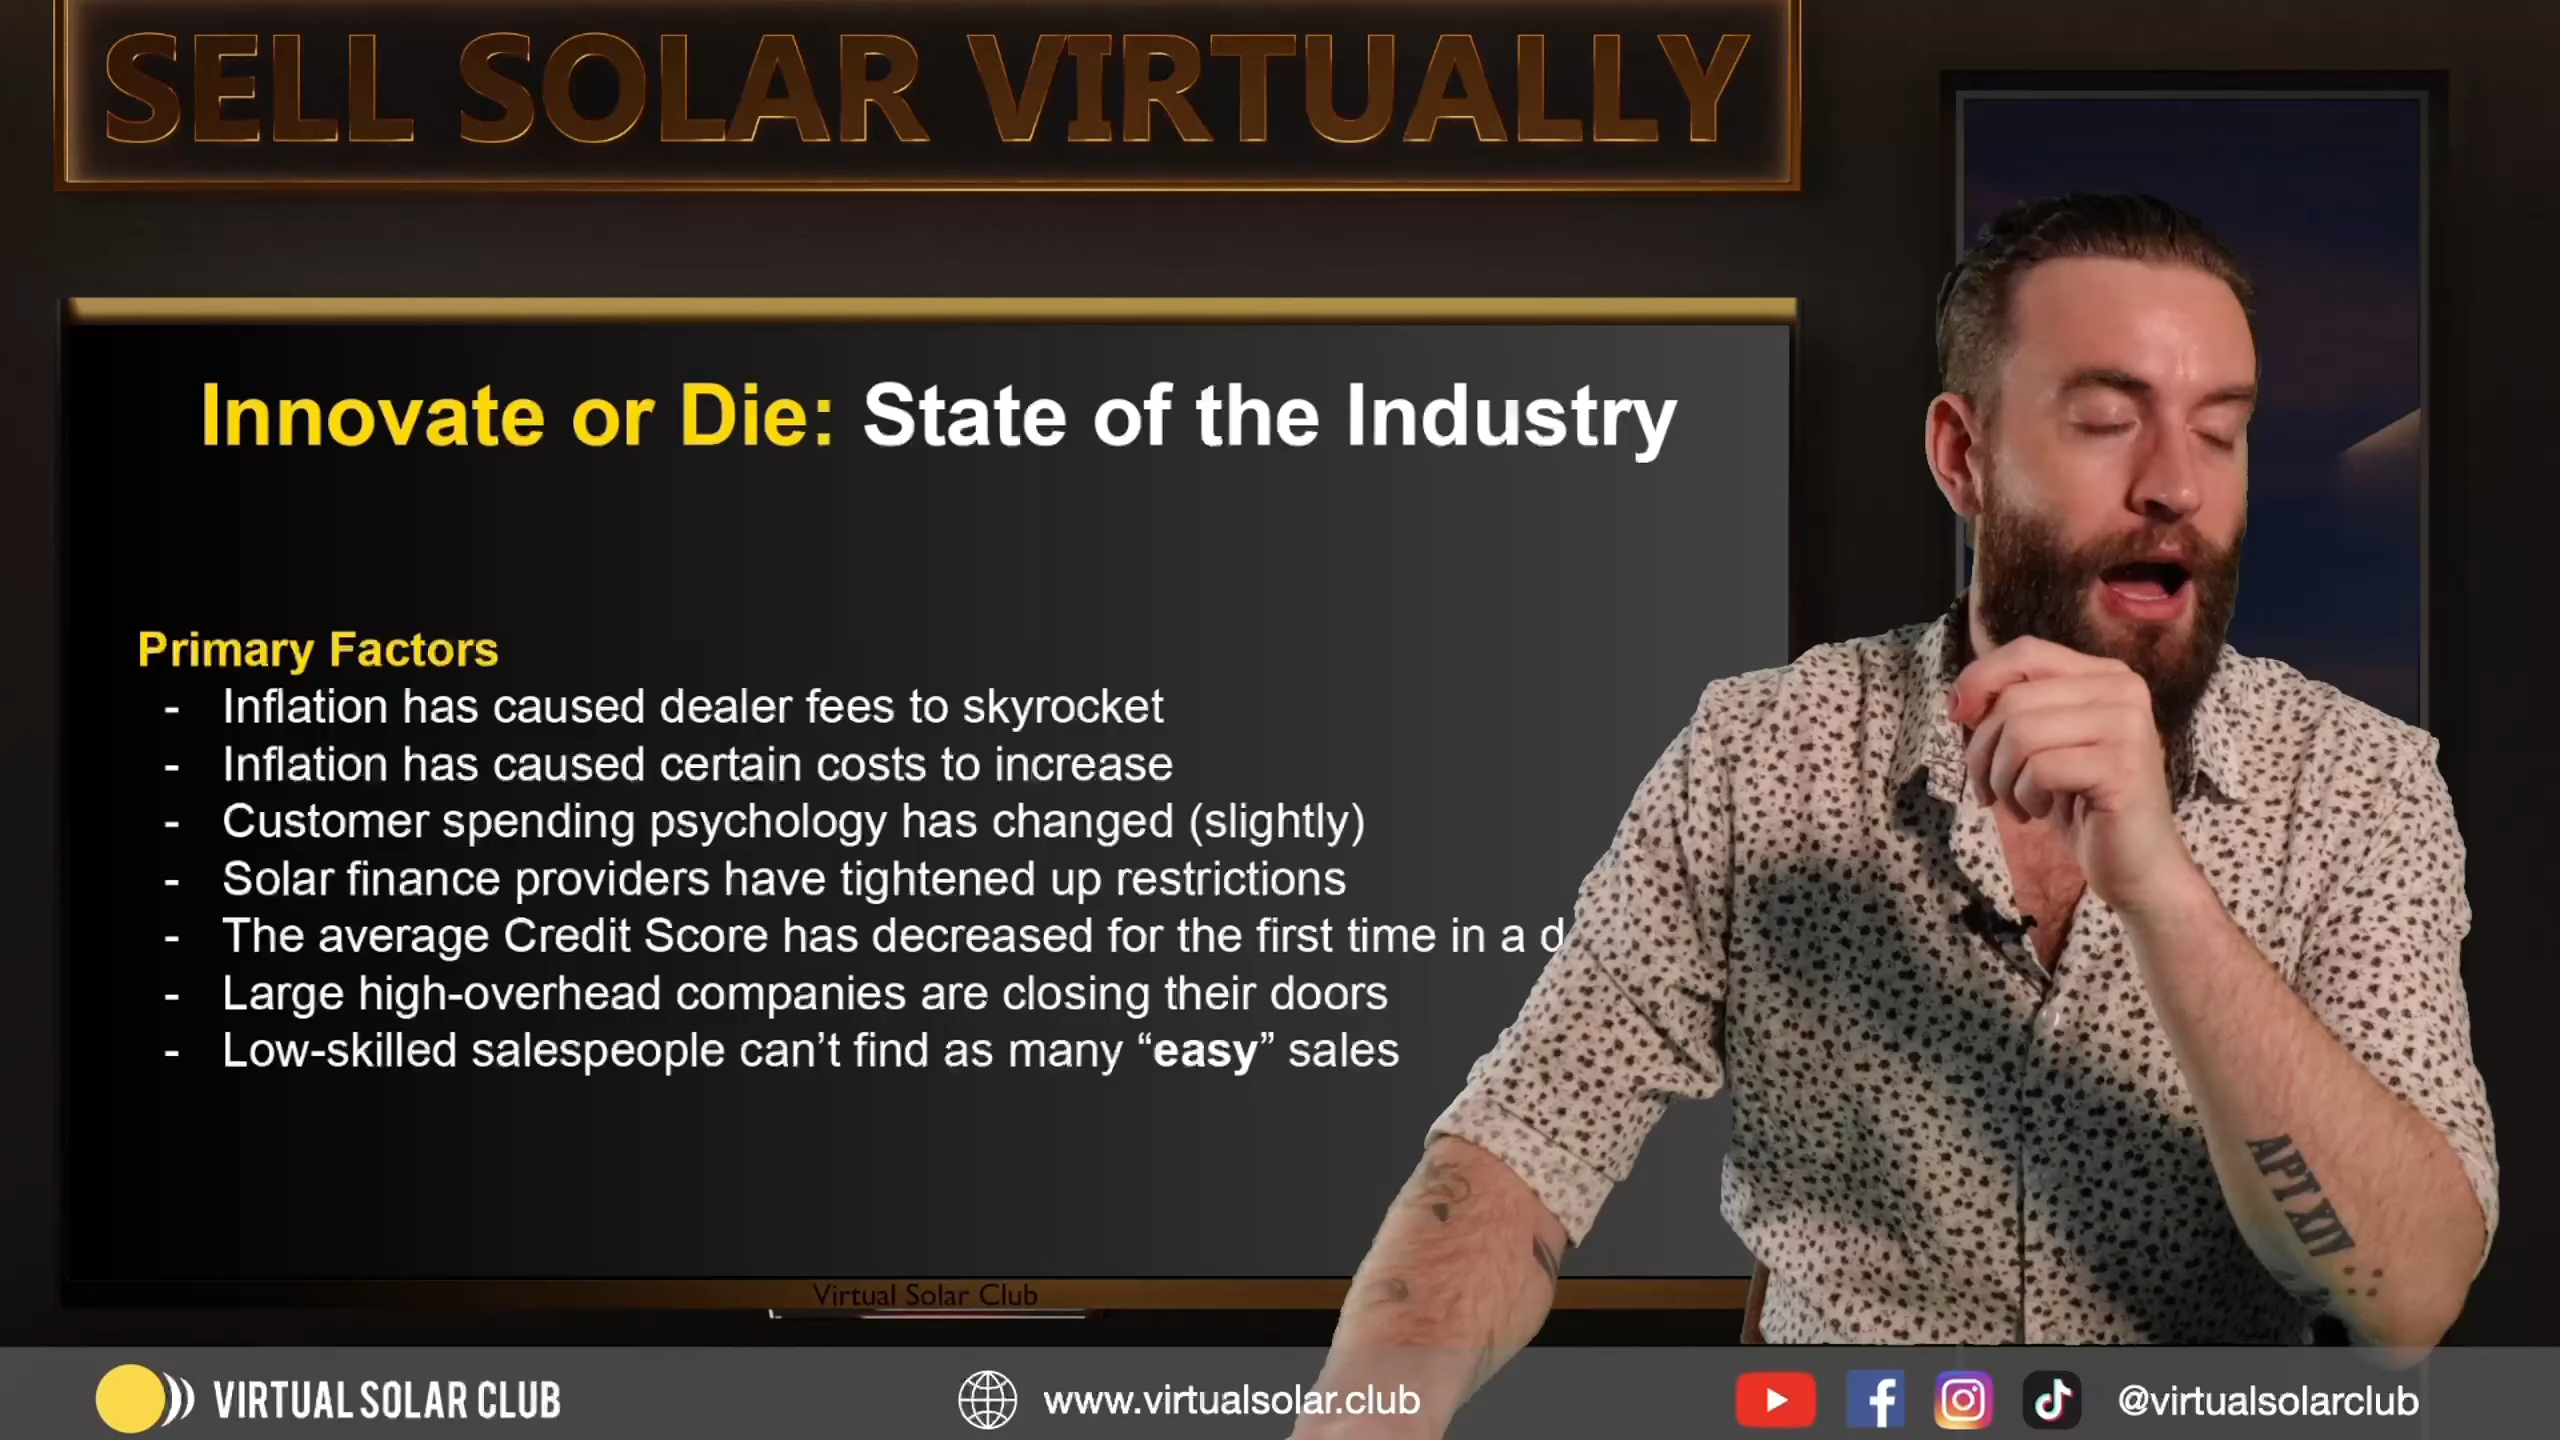 SELL SOLAR VIRTUALLY
Innovate or Die: State of the Industry
Primary Factors
- Inflation has caused dealer fees to skyrocket
- Inflation has caused certain costs to increase
- Customer spending psychology has changed (slightly)
- Solar finance providers have tightened up restrictions
- The average Credit Score has decreased for the first time in a
- Large high-overhead companies are closing their doors
- Low-skilled salespeople can’t find as many “easy” sales
APT XIV
Virtual Solar Club
VIRTUAL SOLAR CLUB
www.virtualsolar.club
@virtualsolarclub